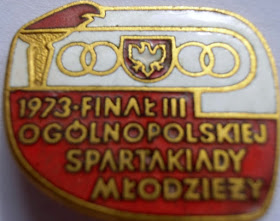 1973·FINAŁ III
OGÓLNOPOLSKIEJ
SPARTAKIADY
MŁODZIEŻY